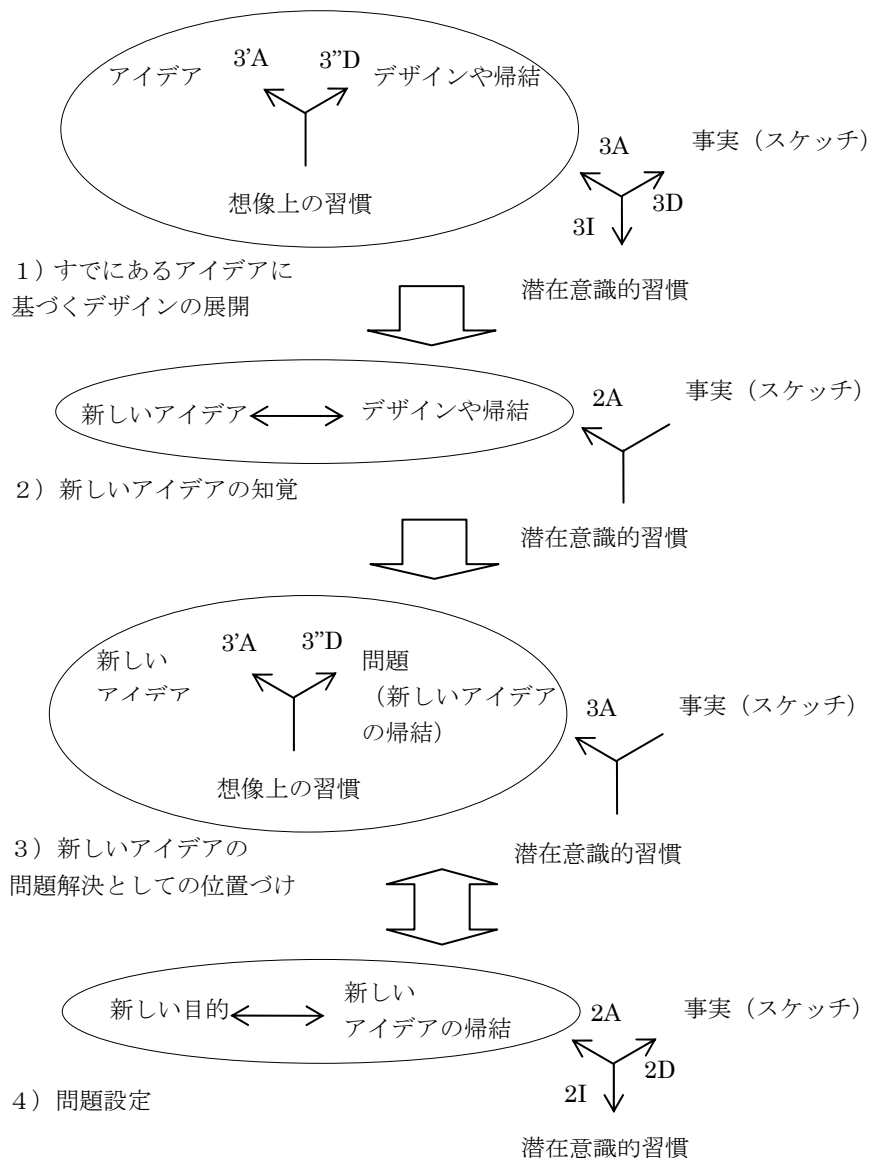 3’A
3”D
アイデア
デザインや帰結
想像上の習慣
3A
事実（スケッチ）
3I
3D
潜在意識的習慣
１）すでにあるアイデアに
基づくデザインの展開
新しいアイデア
デザインや帰結
2A
事実（スケッチ）
潜在意識的習慣
２）新しいアイデアの知覚
3’A
3”D
新しい
アイデア
問題
（新しいアイデア
の帰結）
想像上の習慣
3A
事実（スケッチ）
潜在意識的習慣
３）新しいアイデアの
問題解決としての位置づけ
新しい目的
新しい
アイデアの帰結
2A
事実（スケッチ）
2I
2D
潜在意識的習慣
４）問題設定